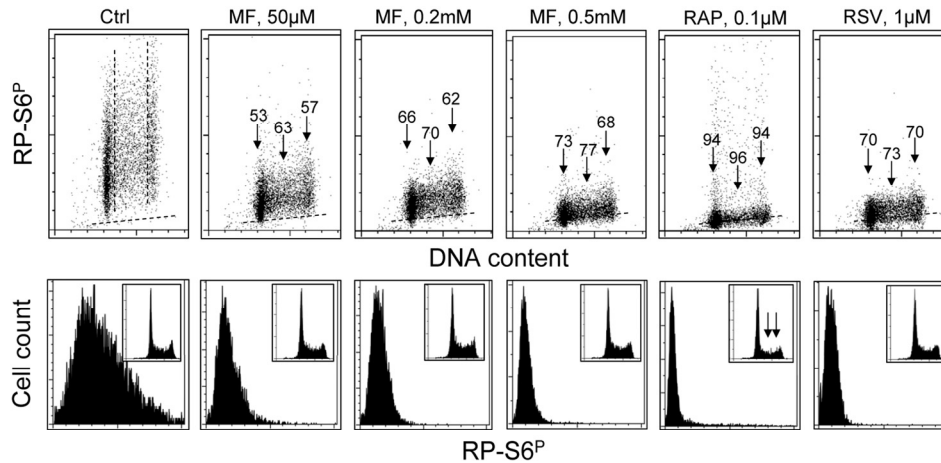 Ctrl
MF, 50µM
MF, 0.2mM
MF, 0.5mM
RAP, 0.1µM
RSV, 1µM
RP-S6ᴾ
53
63
57
66
70
62
73
77
68
94
96
94
70
73
70
DNA content
Cell count
RP-S6ᴾ